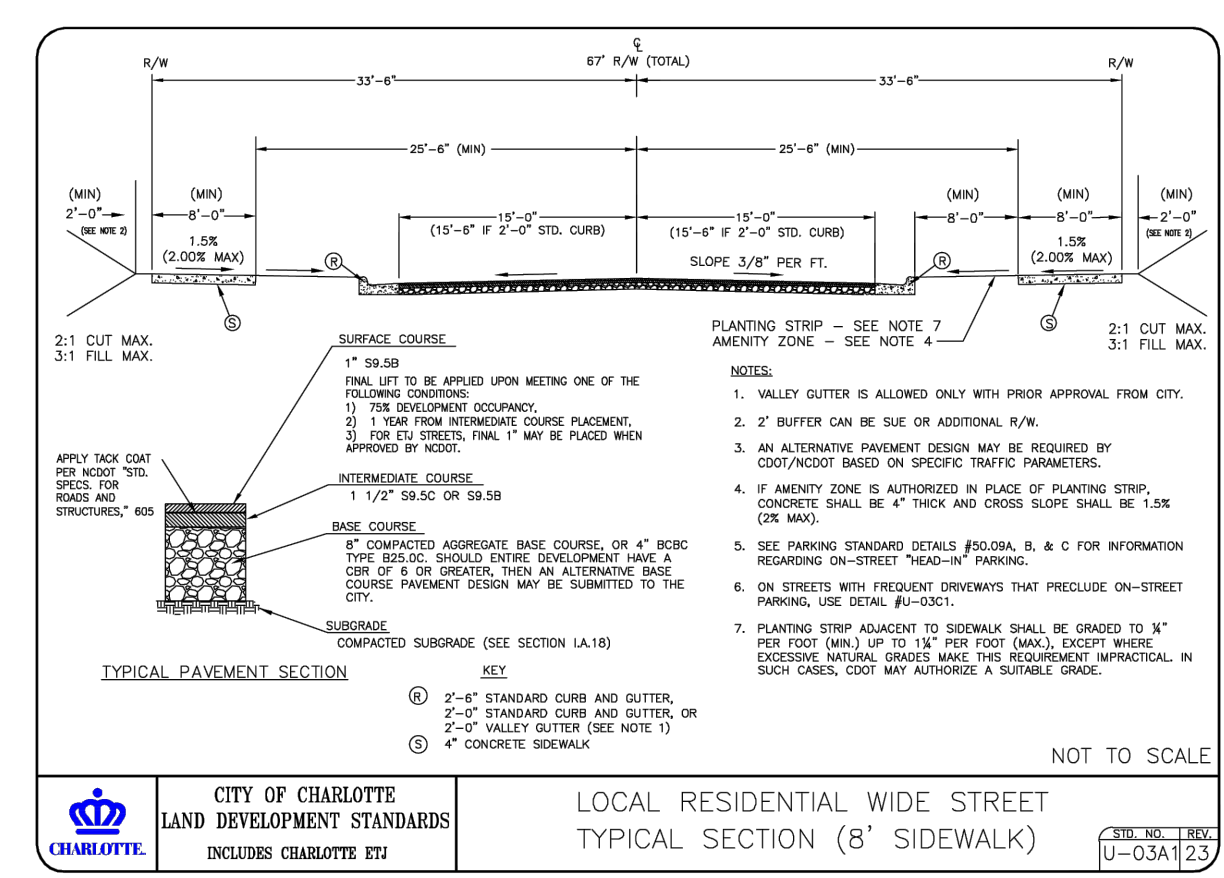 ℄
67' R/W (TOTAL)
R/W
R/W
33'-6"
33'-6"
25'-6" (MIN)
25'-6" (MIN)
(MIN)
2'-0"
(SEE NOTE 2)
(MIN)
8'-0"
1.5%
(2.00% MAX)
15'-0"
(15'-6" IF 2'-0" STD. CURB)
15'-0"
(15'-6" IF 2'-0" STD. CURB)
(MIN)
8'-0"
(MIN)
8'-0"
1.5%
(2.00% MAX)
(MIN)
2'-0"
(SEE NOTE 2)
R
SLOPE 3/8" PER FT.
R
S
S
2:1 CUT MAX.
3:1 FILL MAX.
PLANTING STRIP – SEE NOTE 7
AMENITY ZONE – SEE NOTE 4
2:1 CUT MAX.
3:1 FILL MAX.
SURFACE COURSE
1" S9.5B
FINAL LIFT TO BE APPLIED UPON MEETING ONE OF THE
FOLLOWING CONDITIONS:
1) 75% DEVELOPMENT OCCUPANCY,
2) 1 YEAR FROM INTERMEDIATE COURSE PLACEMENT,
3) FOR ETJ STREETS, FINAL 1" MAY BE PLACED WHEN
APPROVED BY NCDOT.
APPLY TACK COAT
PER NCDOT "STD.
SPECS. FOR
ROADS AND
STRUCTURES," 605
INTERMEDIATE COURSE
1 1/2" S9.5C OR S9.5B
BASE COURSE
8" COMPACTED AGGREGATE BASE COURSE, OR 4" BCBC
TYPE B25.0C. SHOULD ENTIRE DEVELOPMENT HAVE A
CBR OF 6 OR GREATER, THEN AN ALTERNATIVE BASE
COURSE PAVEMENT DESIGN MAY BE SUBMITTED TO THE
CITY.
SUBGRADE
COMPACTED SUBGRADE (SEE SECTION I.A.18)
TYPICAL PAVEMENT SECTION
KEY
R 2'-6" STANDARD CURB AND GUTTER,
2'-0" STANDARD CURB AND GUTTER, OR
2'-0" VALLEY GUTTER (SEE NOTE 1)
S 4" CONCRETE SIDEWALK
NOTES:
1. VALLEY GUTTER IS ALLOWED ONLY WITH PRIOR APPROVAL FROM CITY.
2. 2' BUFFER CAN BE SUE OR ADDITIONAL R/W.
3. AN ALTERNATIVE PAVEMENT DESIGN MAY BE REQUIRED BY
CDOT/NCDOT BASED ON SPECIFIC TRAFFIC PARAMETERS.
4. IF AMENITY ZONE IS AUTHORIZED IN PLACE OF PLANTING STRIP,
CONCRETE SHALL BE 4" THICK AND CROSS SLOPE SHALL BE 1.5%
(2% MAX).
5. SEE PARKING STANDARD DETAILS #50.09A, B, & C FOR INFORMATION
REGARDING ON-STREET "HEAD-IN" PARKING.
6. ON STREETS WITH FREQUENT DRIVEWAYS THAT PRECLUDE ON-STREET
PARKING, USE DETAIL #U-03C1.
7. PLANTING STRIP ADJACENT TO SIDEWALK SHALL BE GRADED TO ¼"
PER FOOT (MIN.) UP TO 1¼" PER FOOT (MAX.), EXCEPT WHERE
EXCESSIVE NATURAL GRADES MAKE THIS REQUIREMENT IMPRACTICAL. IN
SUCH CASES, CDOT MAY AUTHORIZE A SUITABLE GRADE.
NOT TO SCALE
CHARLOTTE.
CITY OF CHARLOTTE
LAND DEVELOPMENT STANDARDS
INCLUDES CHARLOTTE ETJ
LOCAL RESIDENTIAL WIDE STREET
TYPICAL SECTION (8' SIDEWALK)
STD. NO. REV.
U-03A1 23